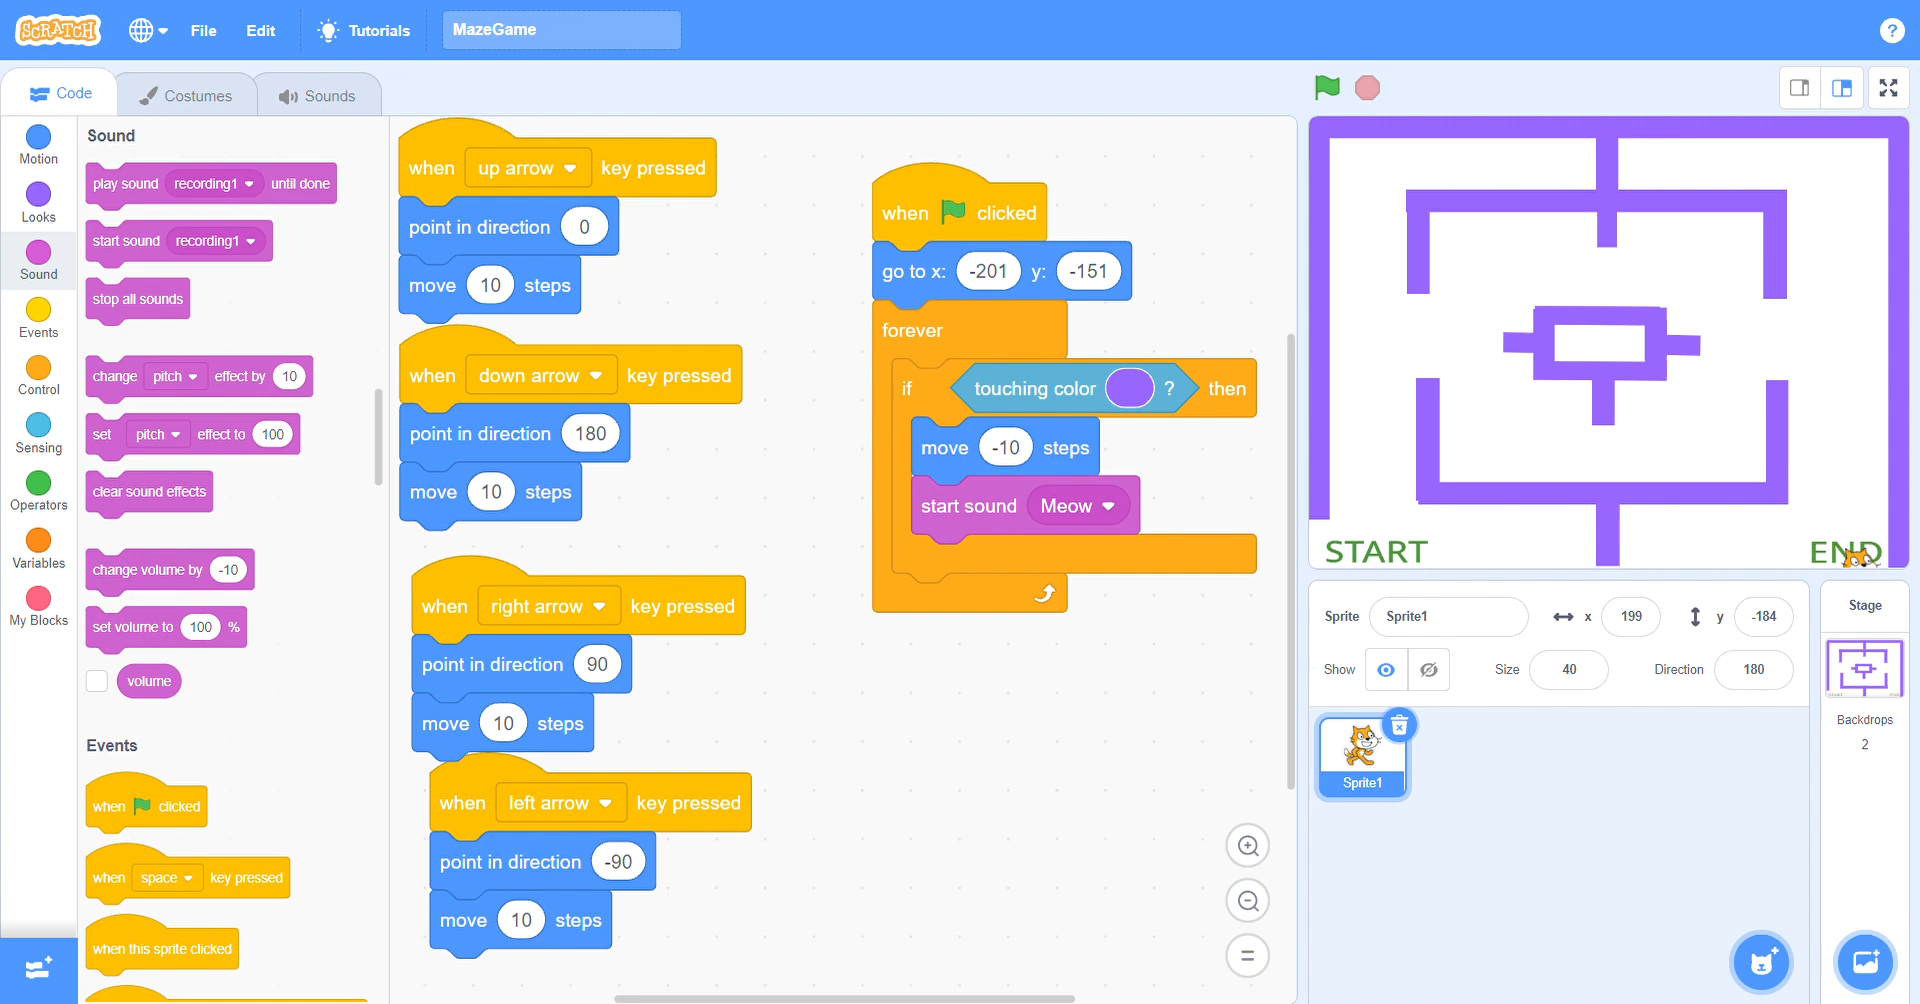 SCRATCH
File
Edit
Tutorials
MazeGame
?
Code
Costumes
Sounds
Motion
Looks
Sound
Events
Control
Sensing
Operators
Variables
My Blocks
Sound
play sound recording1 until done
start sound recording1
stop all sounds
change pitch effect by 10
set pitch effect to 100
clear sound effects
change volume by -10
set volume to 100 %
volume
Events
when clicked
when space key pressed
when this sprite clicked
when up arrow key pressed
point in direction 0
move 10 steps
when down arrow key pressed
point in direction 180
move 10 steps
when right arrow key pressed
point in direction 90
move 10 steps
when left arrow key pressed
point in direction -90
move 10 steps
when clicked
go to x: -201 y: -151
forever
if touching color ? then
move -10 steps
start sound Meow
START
END
Sprite Sprite1 x 199 y -184
Show Size 40 Direction 180
Sprite1
Stage
START END
Backdrops
2